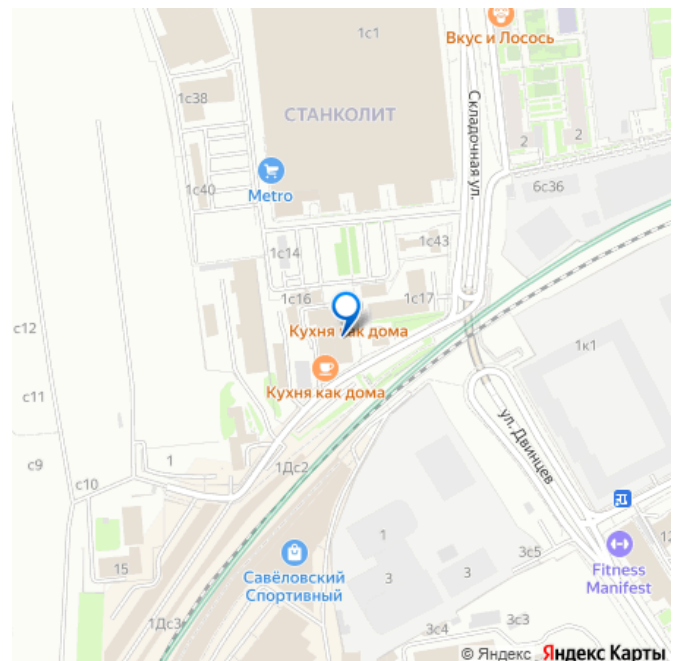 1с1
Вкус и Лосось
1с38
СТАНКОЛИТ
Складочная ул.
2
2
1с40
Metro
6с36
1с43
1с14
1с16
1с17
Кухня как дома
с12
1к1
Кухня как дома
с11
ул. Двинцев
с9
1
1Дс2
с10
1
3с5
12
15
Савёловский
Спортивный
3
3
Fitness
Manifest
1Дс3
3с4
3с3
© Яндекс Яндекс Карты